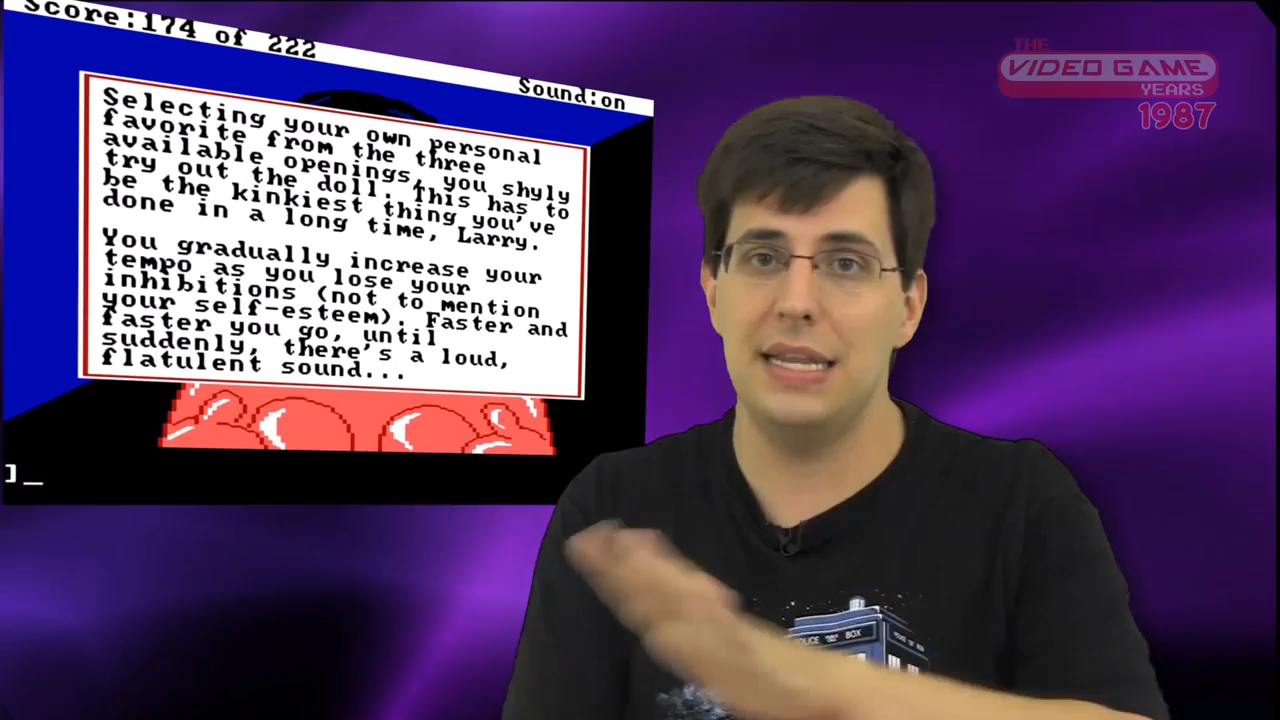 Score:174 of 222
Sound:on
Selecting your own personal
favorite from the three
available openings, you shyly
try out the doll. This has to
be the kinkiest thing you've
done in a long time, Larry.
You gradually increase your
tempo as you lose your
inhibitions (not to mention
your self-esteem). Faster and
faster you go, until
suddenly, there's a loud,
flatulent sound...
]_
THE
VIDEO GAME
YEARS
1987
POLICE BOX